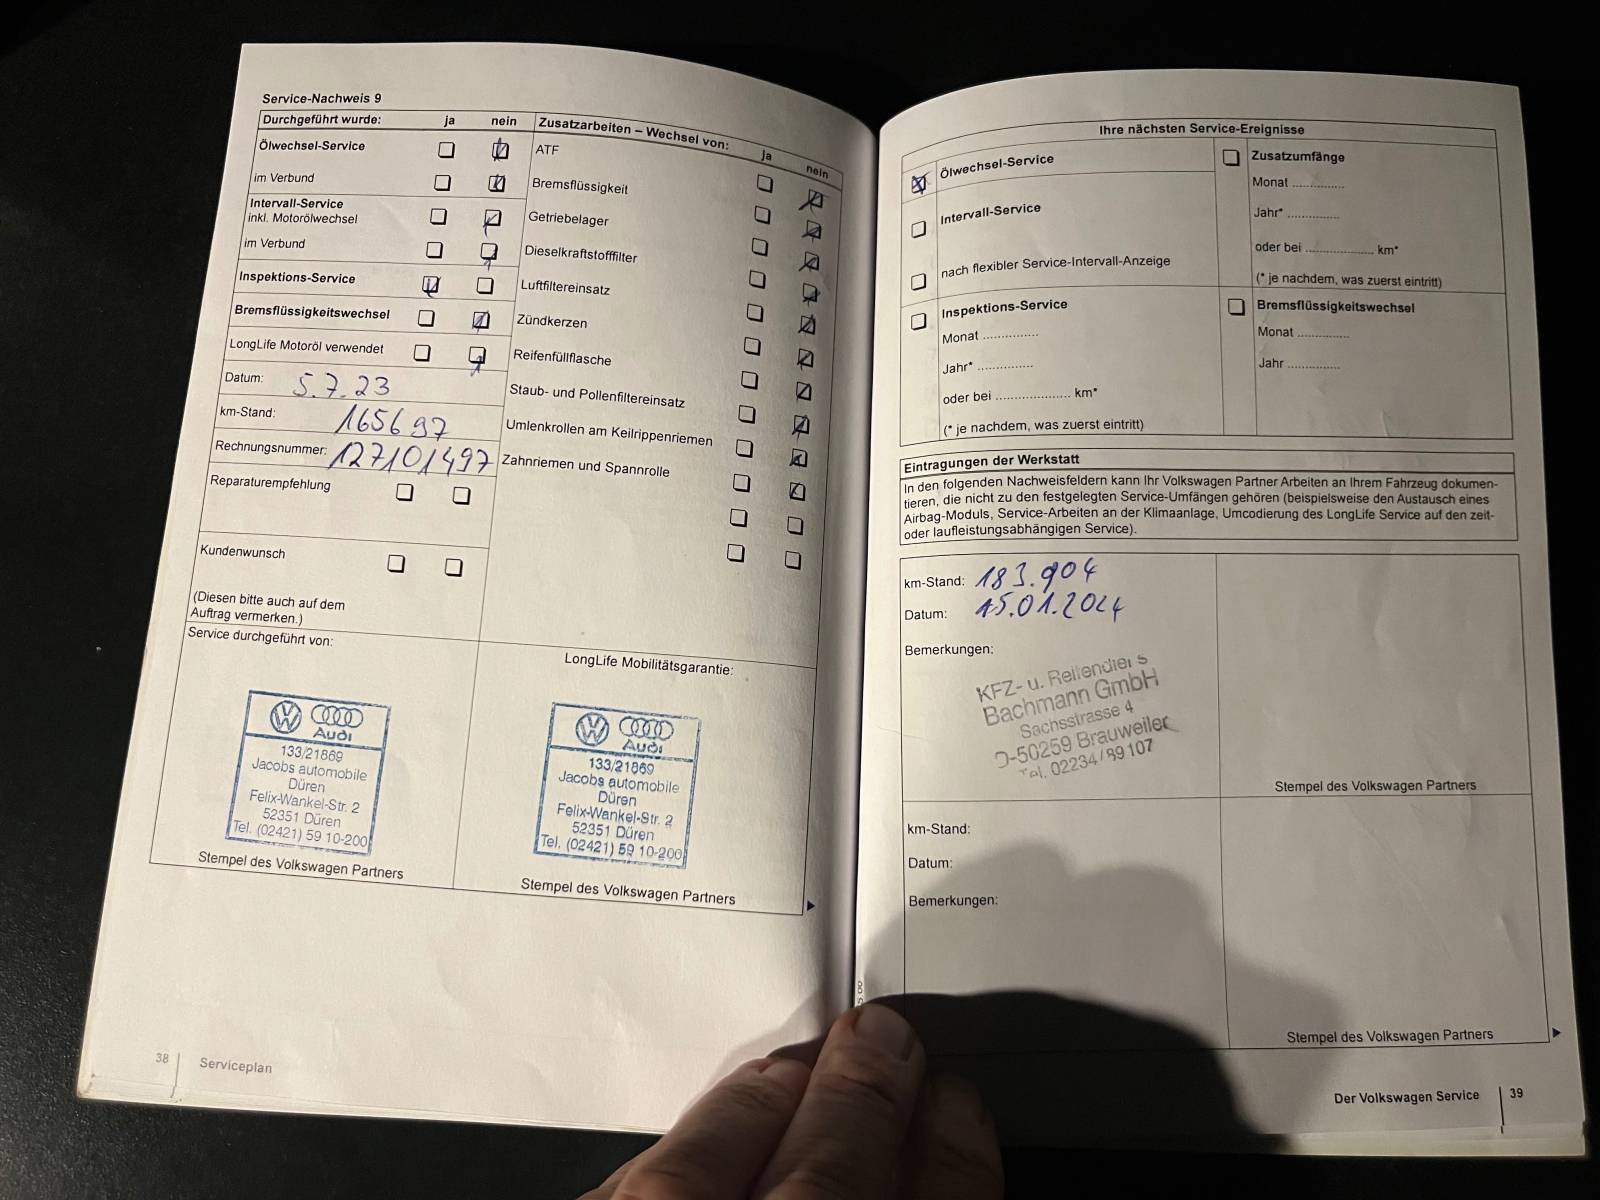 Service-Nachweis 9
Durchgeführt wurde: ja nein
Ölwechsel-Service
im Verbund
Intervall-Service
inkl. Motorölwechsel
im Verbund
Inspektions-Service
Bremsflüssigkeitswechsel
LongLife Motoröl verwendet
Datum: 5.7.23
km-Stand: 165697
Rechnungsnummer: 127101497
Reparaturempfehlung
Kundenwunsch
(Diesen bitte auch auf dem
Auftrag vermerken.)
Zusatzarbeiten – Wechsel von: ja nein
ATF
Bremsflüssigkeit
Getriebelager
Dieselkraftstofffilter
Luftfiltereinsatz
Zündkerzen
Reifenfüllflasche
Staub- und Pollenfiltereinsatz
Umlenkrollen am Keilrippenriemen
Zahnriemen und Spannrolle
Service durchgeführt von:
Audi
133/21869
Jacobs automobile
Düren
Felix-Wankel-Str. 2
52351 Düren
Tel. (02421) 59 10-200
Stempel des Volkswagen Partners
LongLife Mobilitätsgarantie:
Audi
133/21869
Jacobs automobile
Düren
Felix-Wankel-Str. 2
52351 Düren
Tel. (02421) 59 10-200
Stempel des Volkswagen Partners
38 Serviceplan
Ihre nächsten Service-Ereignisse
Ölwechsel-Service
Intervall-Service
nach flexibler Service-Intervall-Anzeige
Inspektions-Service
Monat ..............
Jahr* ..............
oder bei ................... km*
(* je nachdem, was zuerst eintritt)
Zusatzumfänge
Monat .............
Jahr* .............
oder bei ................. km*
(* je nachdem, was zuerst eintritt)
Bremsflüssigkeitswechsel
Monat .............
Jahr .............
Eintragungen der Werkstatt
In den folgenden Nachweisfeldern kann Ihr Volkswagen Partner Arbeiten an Ihrem Fahrzeug dokumen-
tieren, die nicht zu den festgelegten Service-Umfängen gehören (beispielsweise den Austausch eines
Airbag-Moduls, Service-Arbeiten an der Klimaanlage, Umcodierung des LongLife Service auf den zeit-
oder laufleistungsabhängigen Service).
km-Stand: 183.904
Datum: 15.01.2024
Bemerkungen:
KFZ- u. Reifendienst
Bachmann GmbH
Sachsstrasse 4
D-50259 Brauweiler
Tel. 02234 / 89 107
Stempel des Volkswagen Partners
km-Stand:
Datum:
Bemerkungen:
Stempel des Volkswagen Partners
Der Volkswagen Service 39